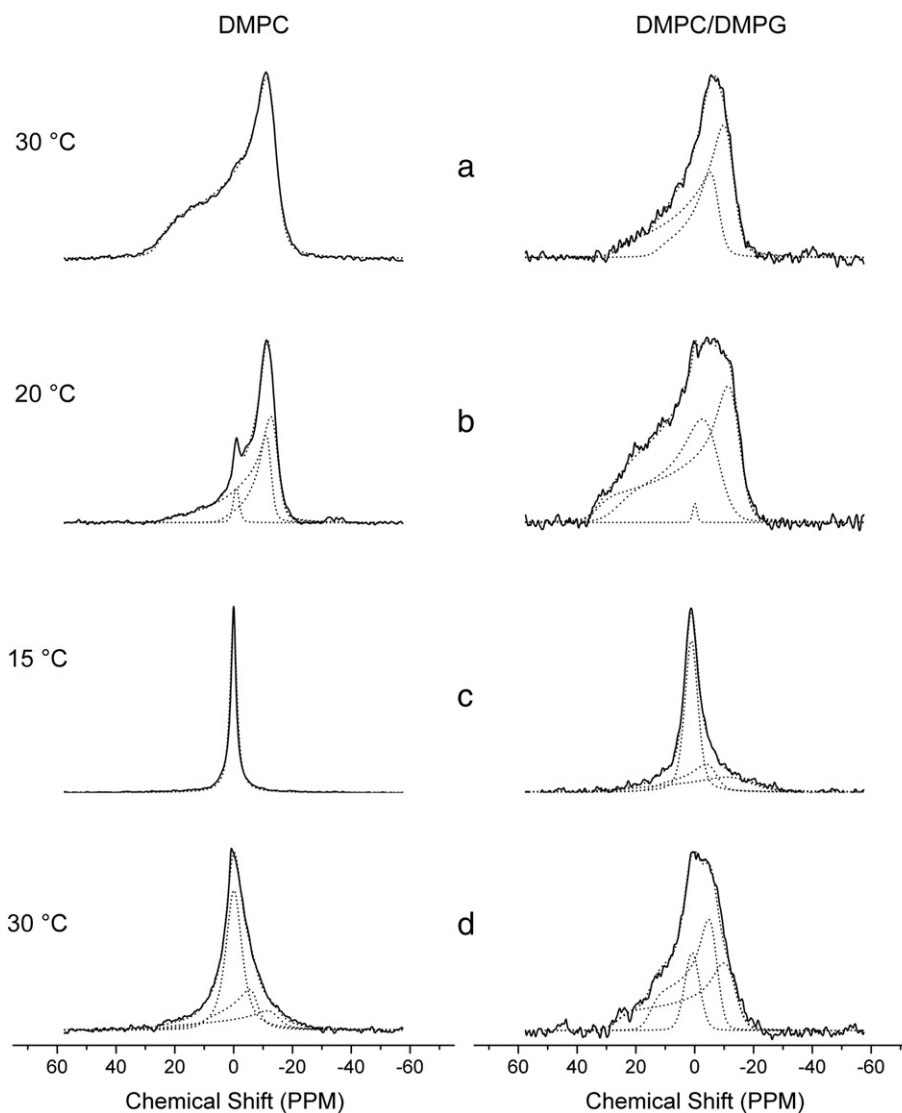 DMPC DMPC/DMPG
30 °C a
20 °C b
15 °C c
30 °C d
60 40 20 0 -20 -40 -60 60 40 20 0 -20 -40 -60
Chemical Shift (PPM) Chemical Shift (PPM)